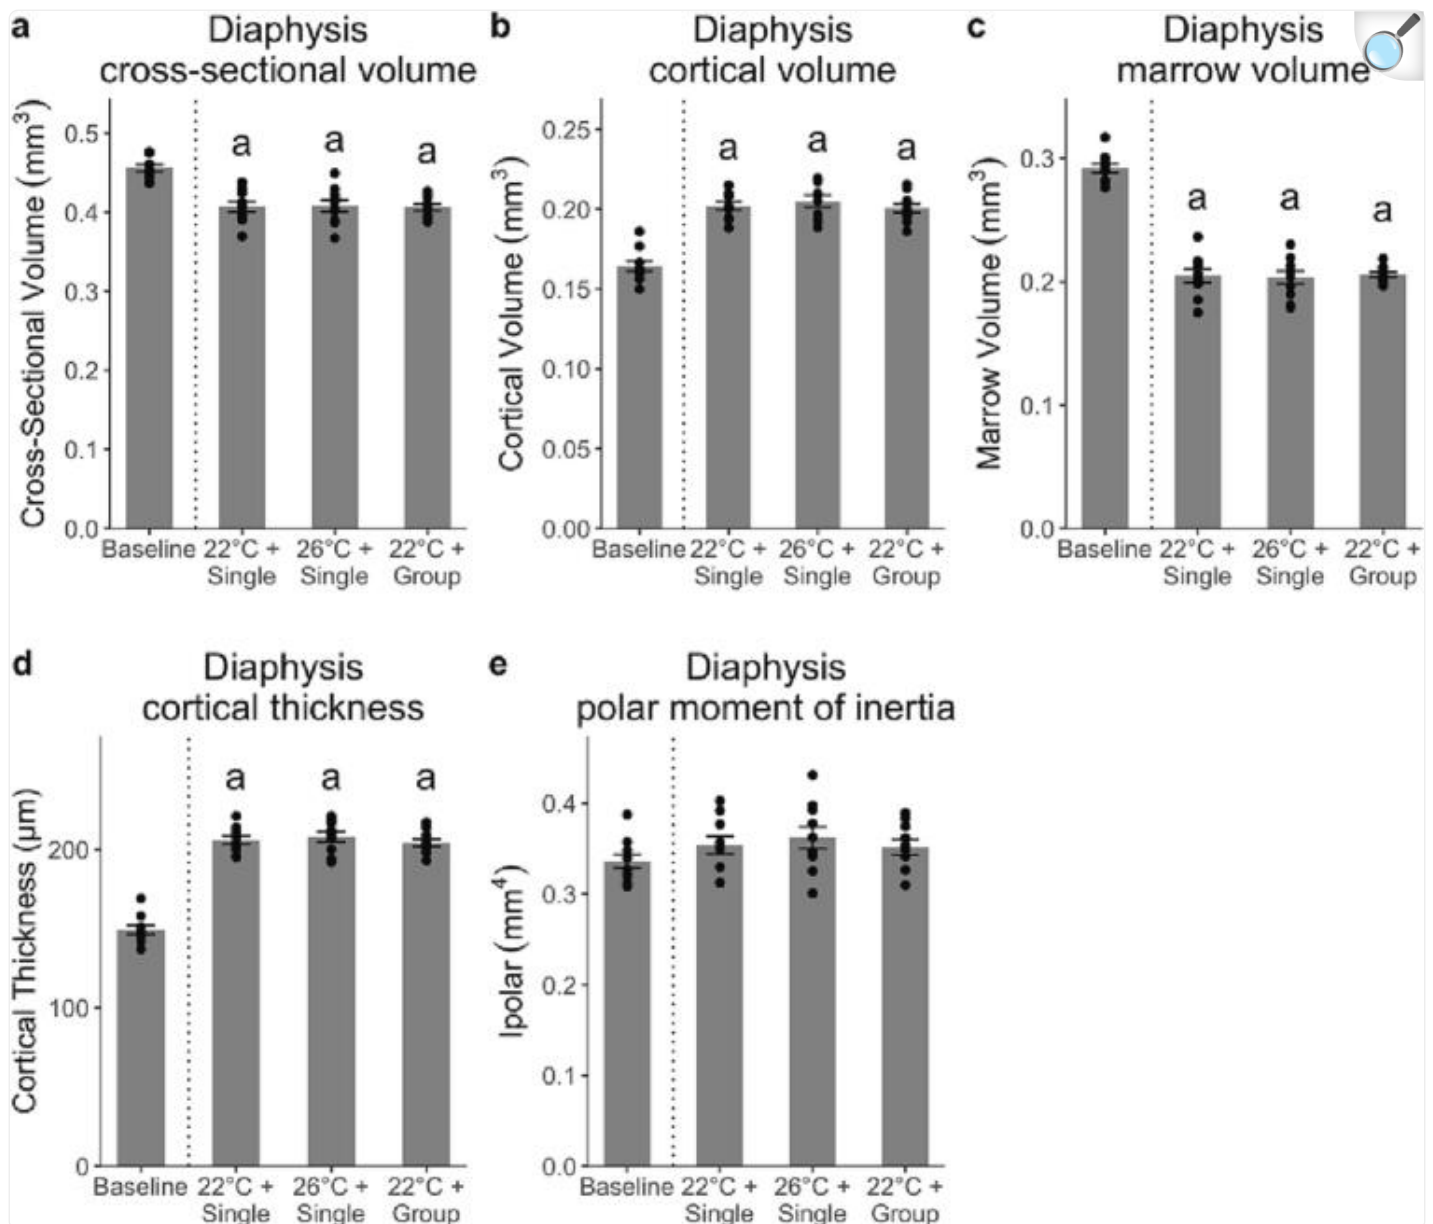 a
Diaphysis
cross-sectional volume
Cross-Sectional Volume (mm³)
0.5
0.4
0.3
0.2
0.1
0.0
a a a
Baseline 22°C + 26°C + 22°C +
Single Single Group
b
Diaphysis
cortical volume
Cortical Volume (mm³)
0.25
0.20
0.15
0.10
0.05
0.00
a a a
Baseline 22°C + 26°C + 22°C +
Single Single Group
c
Diaphysis
marrow volume
Marrow Volume (mm³)
0.3
0.2
0.1
0.0
a a a
Baseline 22°C + 26°C + 22°C +
Single Single Group
d
Diaphysis
cortical thickness
Cortical Thickness (µm)
200
100
0
a a a
Baseline 22°C + 26°C + 22°C +
Single Single Group
e
Diaphysis
polar moment of inertia
Ipolar (mm⁴)
0.4
0.3
0.2
0.1
0.0
Baseline 22°C + 26°C + 22°C +
Single Single Group